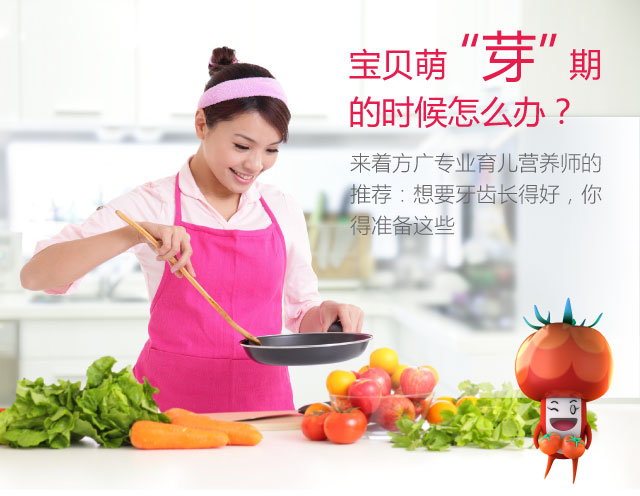 宝贝萌“芽”期
的时候怎么办？
来着方广专业育儿营养师的
推荐：想要牙齿长得好，你
得准备这些